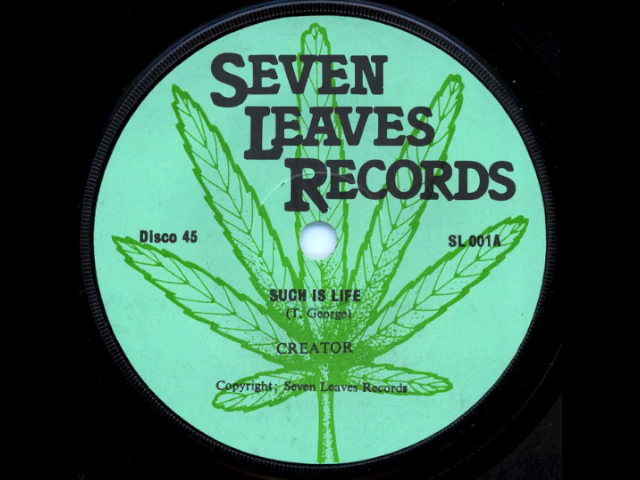 SEVEN
LEAVES
RECORDS
Disco 45
SL 001A
SUCH IS LIFE
(T. George)
CREATOR
Copyright; Seven Leaves Records